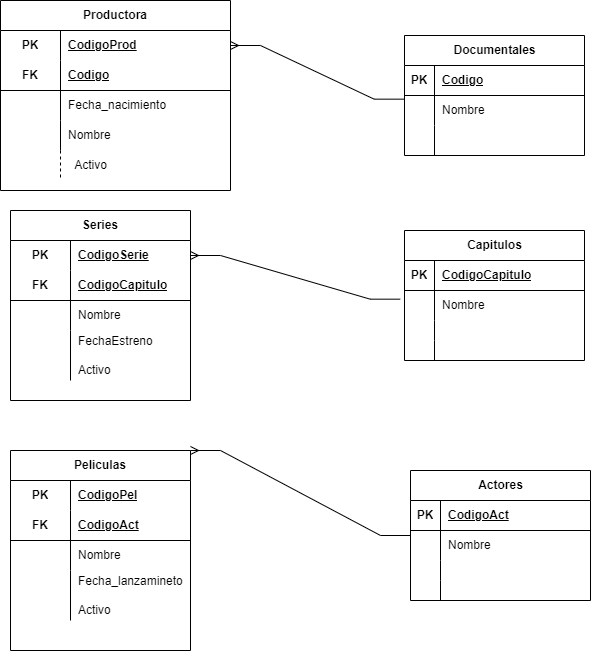 Productora
PK CodigoProd
FK Codigo
Fecha_nacimiento
Nombre
Activo
Documentales
PK Codigo
Nombre
Series
PK CodigoSerie
FK CodigoCapitulo
Nombre
FechaEstreno
Activo
Capitulos
PK CodigoCapitulo
Nombre
Peliculas
PK CodigoPel
FK CodigoAct
Nombre
Fecha_lanzamineto
Activo
Actores
PK CodigoAct
Nombre